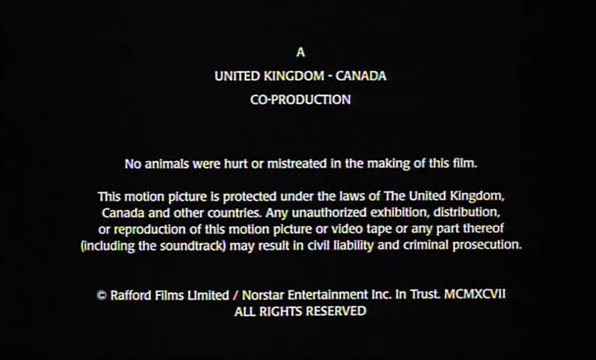 A
UNITED KINGDOM - CANADA
CO-PRODUCTION
No animals were hurt or mistreated in the making of this film.
This motion picture is protected under the laws of The United Kingdom,
Canada and other countries. Any unauthorized exhibition, distribution,
or reproduction of this motion picture or video tape or any part thereof
(including the soundtrack) may result in civil liability and criminal prosecution.
© Rafford Films Limited / Norstar Entertainment Inc. In Trust. MCMXCVII
ALL RIGHTS RESERVED